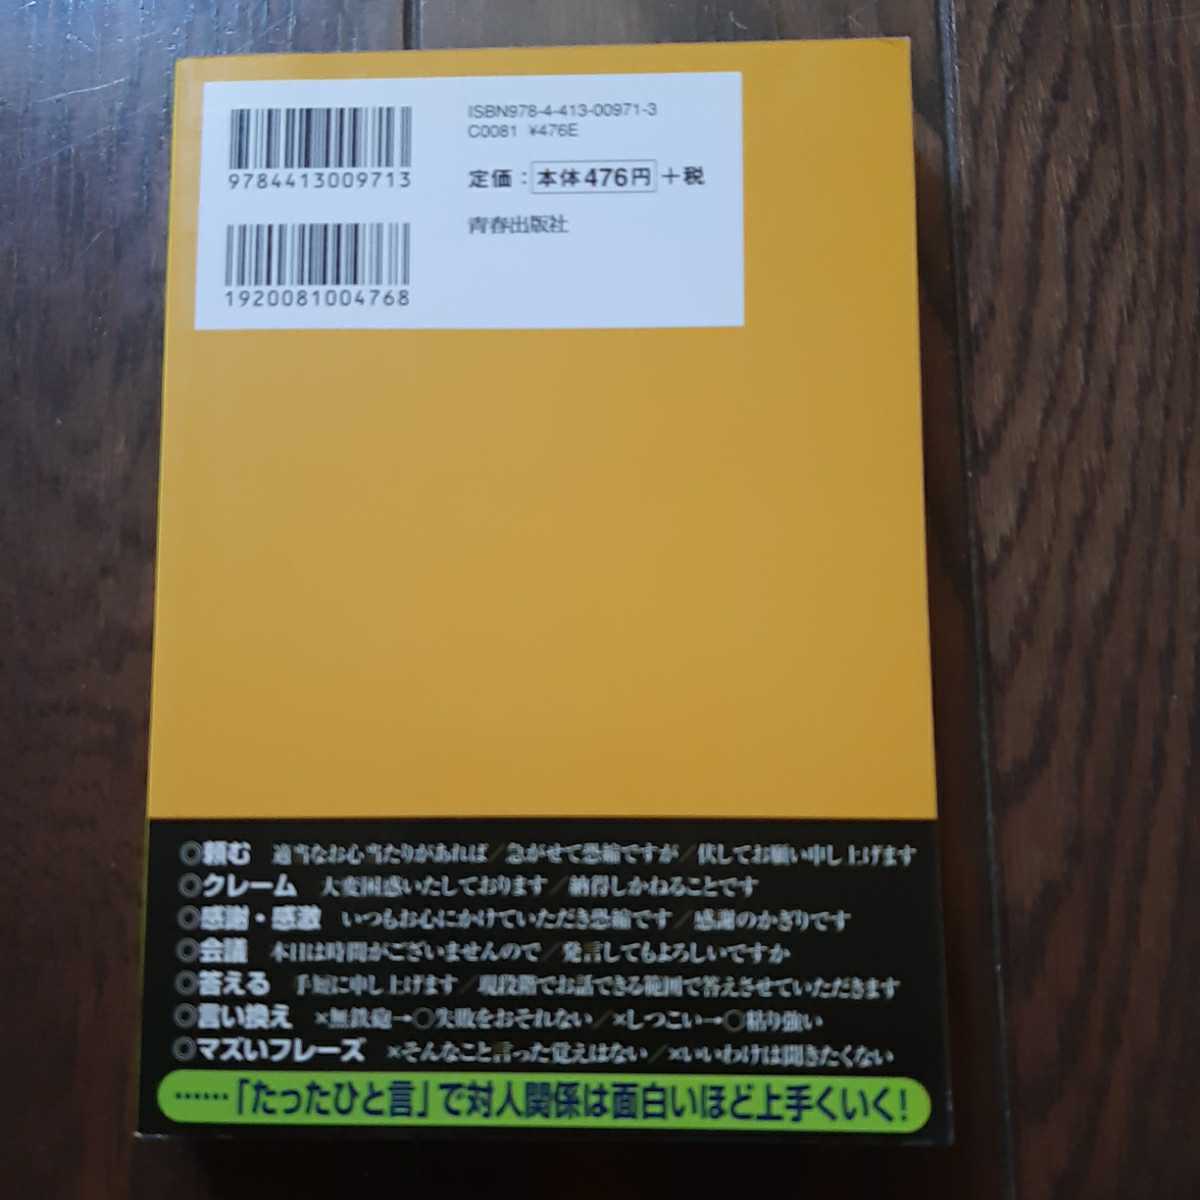 ISBN978-4-413-00971-3
C0081 ¥476E
9784413009713
定価：本体476円＋税
青春出版社
1920081004768
◎頼む 適当なお心当たりがあれば／急がせて恐縮ですが／伏してお願い申し上げます
◎クレーム 大変困惑いたしております／納得しかねることです
◎感謝・感激 いつもお心にかけていただき恐縮です／感謝のかぎりです
◎会議 本日は時間がございませんので／発言してもよろしいですか
◎答える 手短に申し上げます／現段階でお話できる範囲で答えさせていただきます
◎言い換え ×無鉄砲→○失敗をおそれない／×しつこい→○粘り強い
◎マズいフレーズ ×そんなこと言った覚えはない／×いいわけは聞きたくない
……「たったひと言」で対人関係は面白いほど上手くいく！